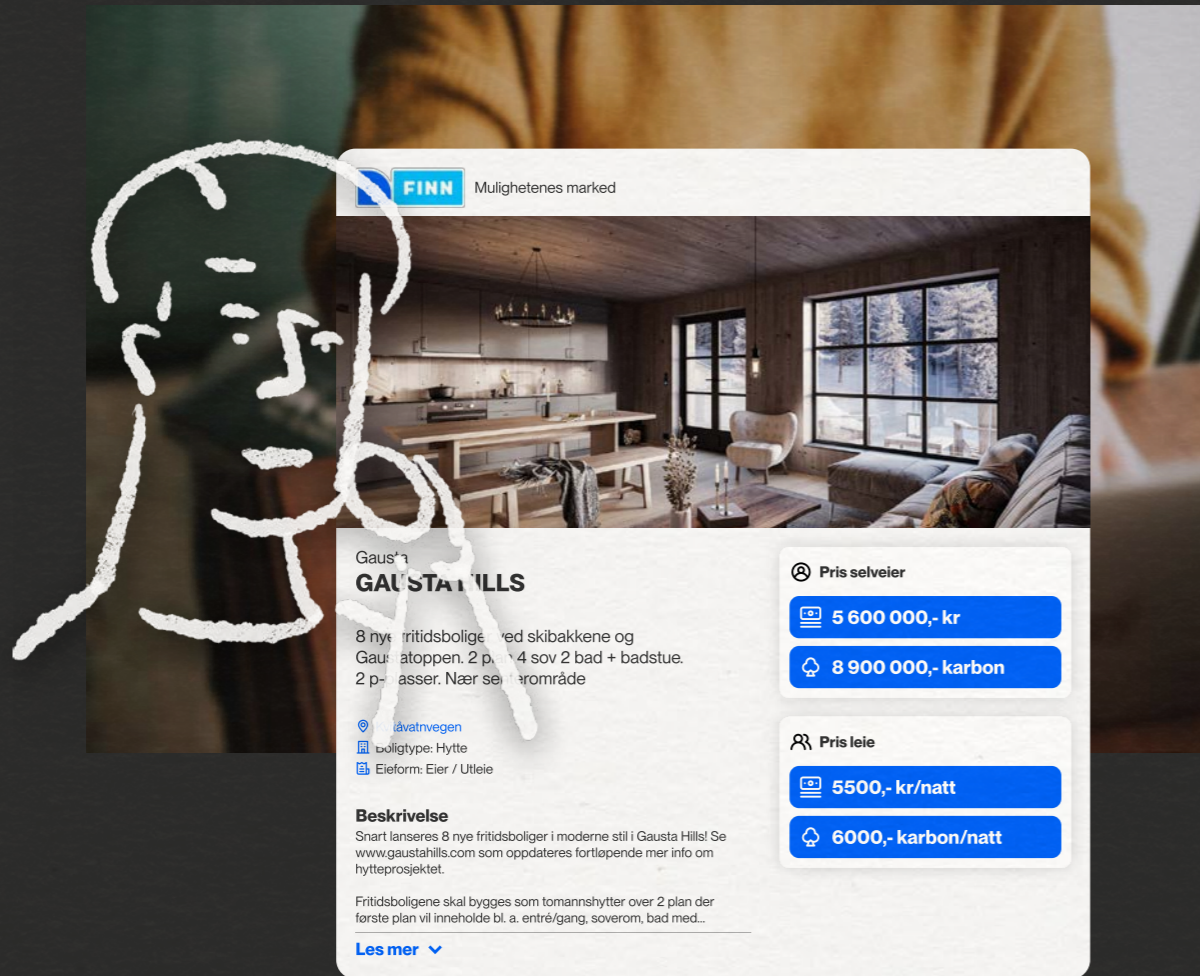 FINN
Mulighetenes marked
Gausta
GAUSTA HILLS
8 nye fritidsboliger ved skibakkene og
Gaustatoppen. 2 plan 4 sov 2 bad + badstue.
2 p-plasser. Nær senterområde
Boligtype: Hytte
Eieform: Eier / Utleie
Beskrivelse
Snart lanseres 8 nye fritidsboliger i moderne stil i Gausta Hills! Se
www.gaustahills.com som oppdateres fortløpende mer info om
hytteprosjektet.
Fritidsboligene skal bygges som tomannshytter over 2 plan der
første plan vil inneholde bl. a. entré/gang, soverom, bad med...
Les mer
Pris selveier
5 600 000,- kr
8 900 000,- karbon
Pris leie
5500,- kr/natt
6000,- karbon/natt